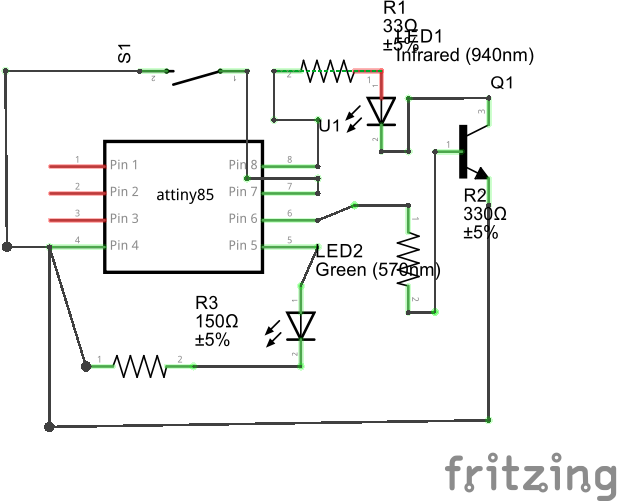 R1
33Ω
±5%
LED1
Infrared (940nm)
S1
2
1
2
1
1
2
Q1
3
1
U1
attiny85
1 Pin 1
2 Pin 2
3 Pin 3
4 Pin 4
Pin 8 8
Pin 7 7
Pin 6 6
Pin 5 5
R2
330Ω
±5%
1
2
LED2
Green (570nm)
1
2
R3
150Ω
±5%
1
2
fritzing